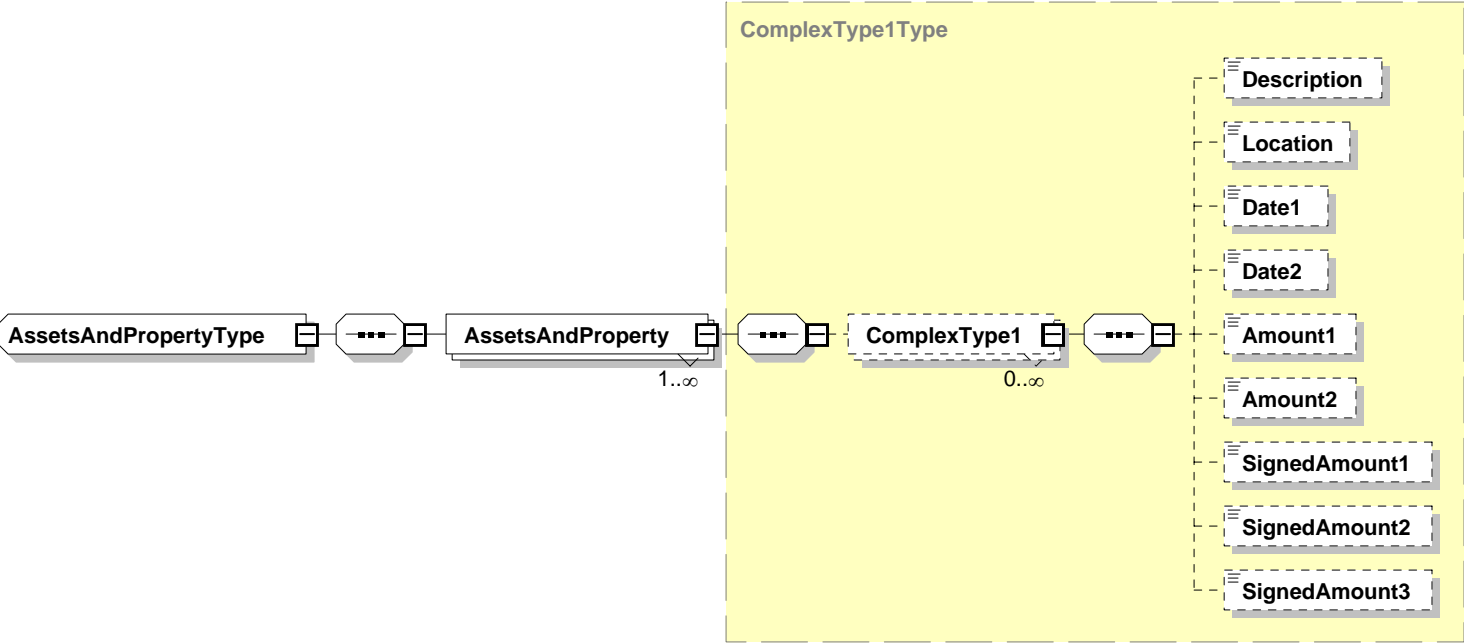 ComplexType1Type
Description
Location
Date1
Date2
AssetsAndPropertyType
AssetsAndProperty
1..∞
ComplexType1
0..∞
Amount1
Amount2
SignedAmount1
SignedAmount2
SignedAmount3